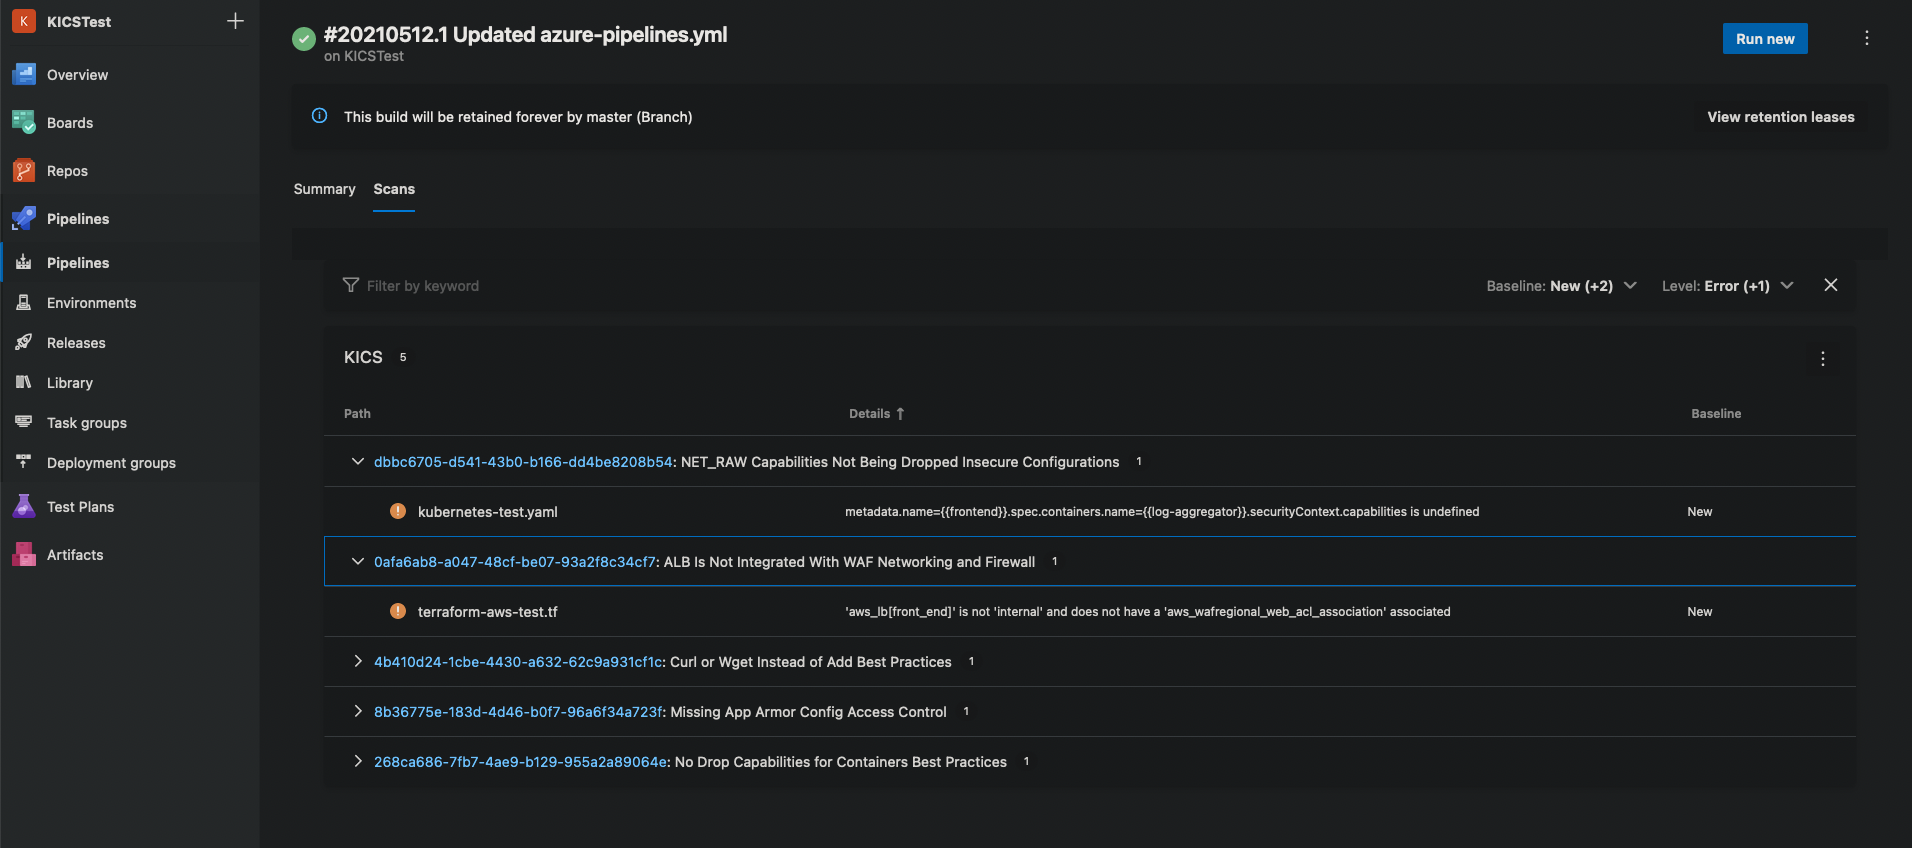 K KICSTest
Overview
Boards
Repos
Pipelines
Pipelines
Environments
Releases
Library
Task groups
Deployment groups
Test Plans
Artifacts
#20210512.1 Updated azure-pipelines.yml
on KICSTest
Run new
This build will be retained forever by master (Branch)
View retention leases
Summary Scans
Filter by keyword
Baseline: New (+2)
Level: Error (+1)
KICS 5
Path Details Baseline
dbbc6705-d541-43b0-b166-dd4be8208b54: NET_RAW Capabilities Not Being Dropped Insecure Configurations 1
kubernetes-test.yaml metadata.name={{frontend}}.spec.containers.name={{log-aggregator}}.securityContext.capabilities is undefined New
0afa6ab8-a047-48cf-be07-93a2f8c34cf7: ALB Is Not Integrated With WAF Networking and Firewall 1
terraform-aws-test.tf 'aws_lb[front_end]' is not 'internal' and does not have a 'aws_wafregional_web_acl_association' associated New
4b410d24-1cbe-4430-a632-62c9a931cf1c: Curl or Wget Instead of Add Best Practices 1
8b36775e-183d-4d46-b0f7-96a6f34a723f: Missing App Armor Config Access Control 1
268ca686-7fb7-4ae9-b129-955a2a89064e: No Drop Capabilities for Containers Best Practices 1